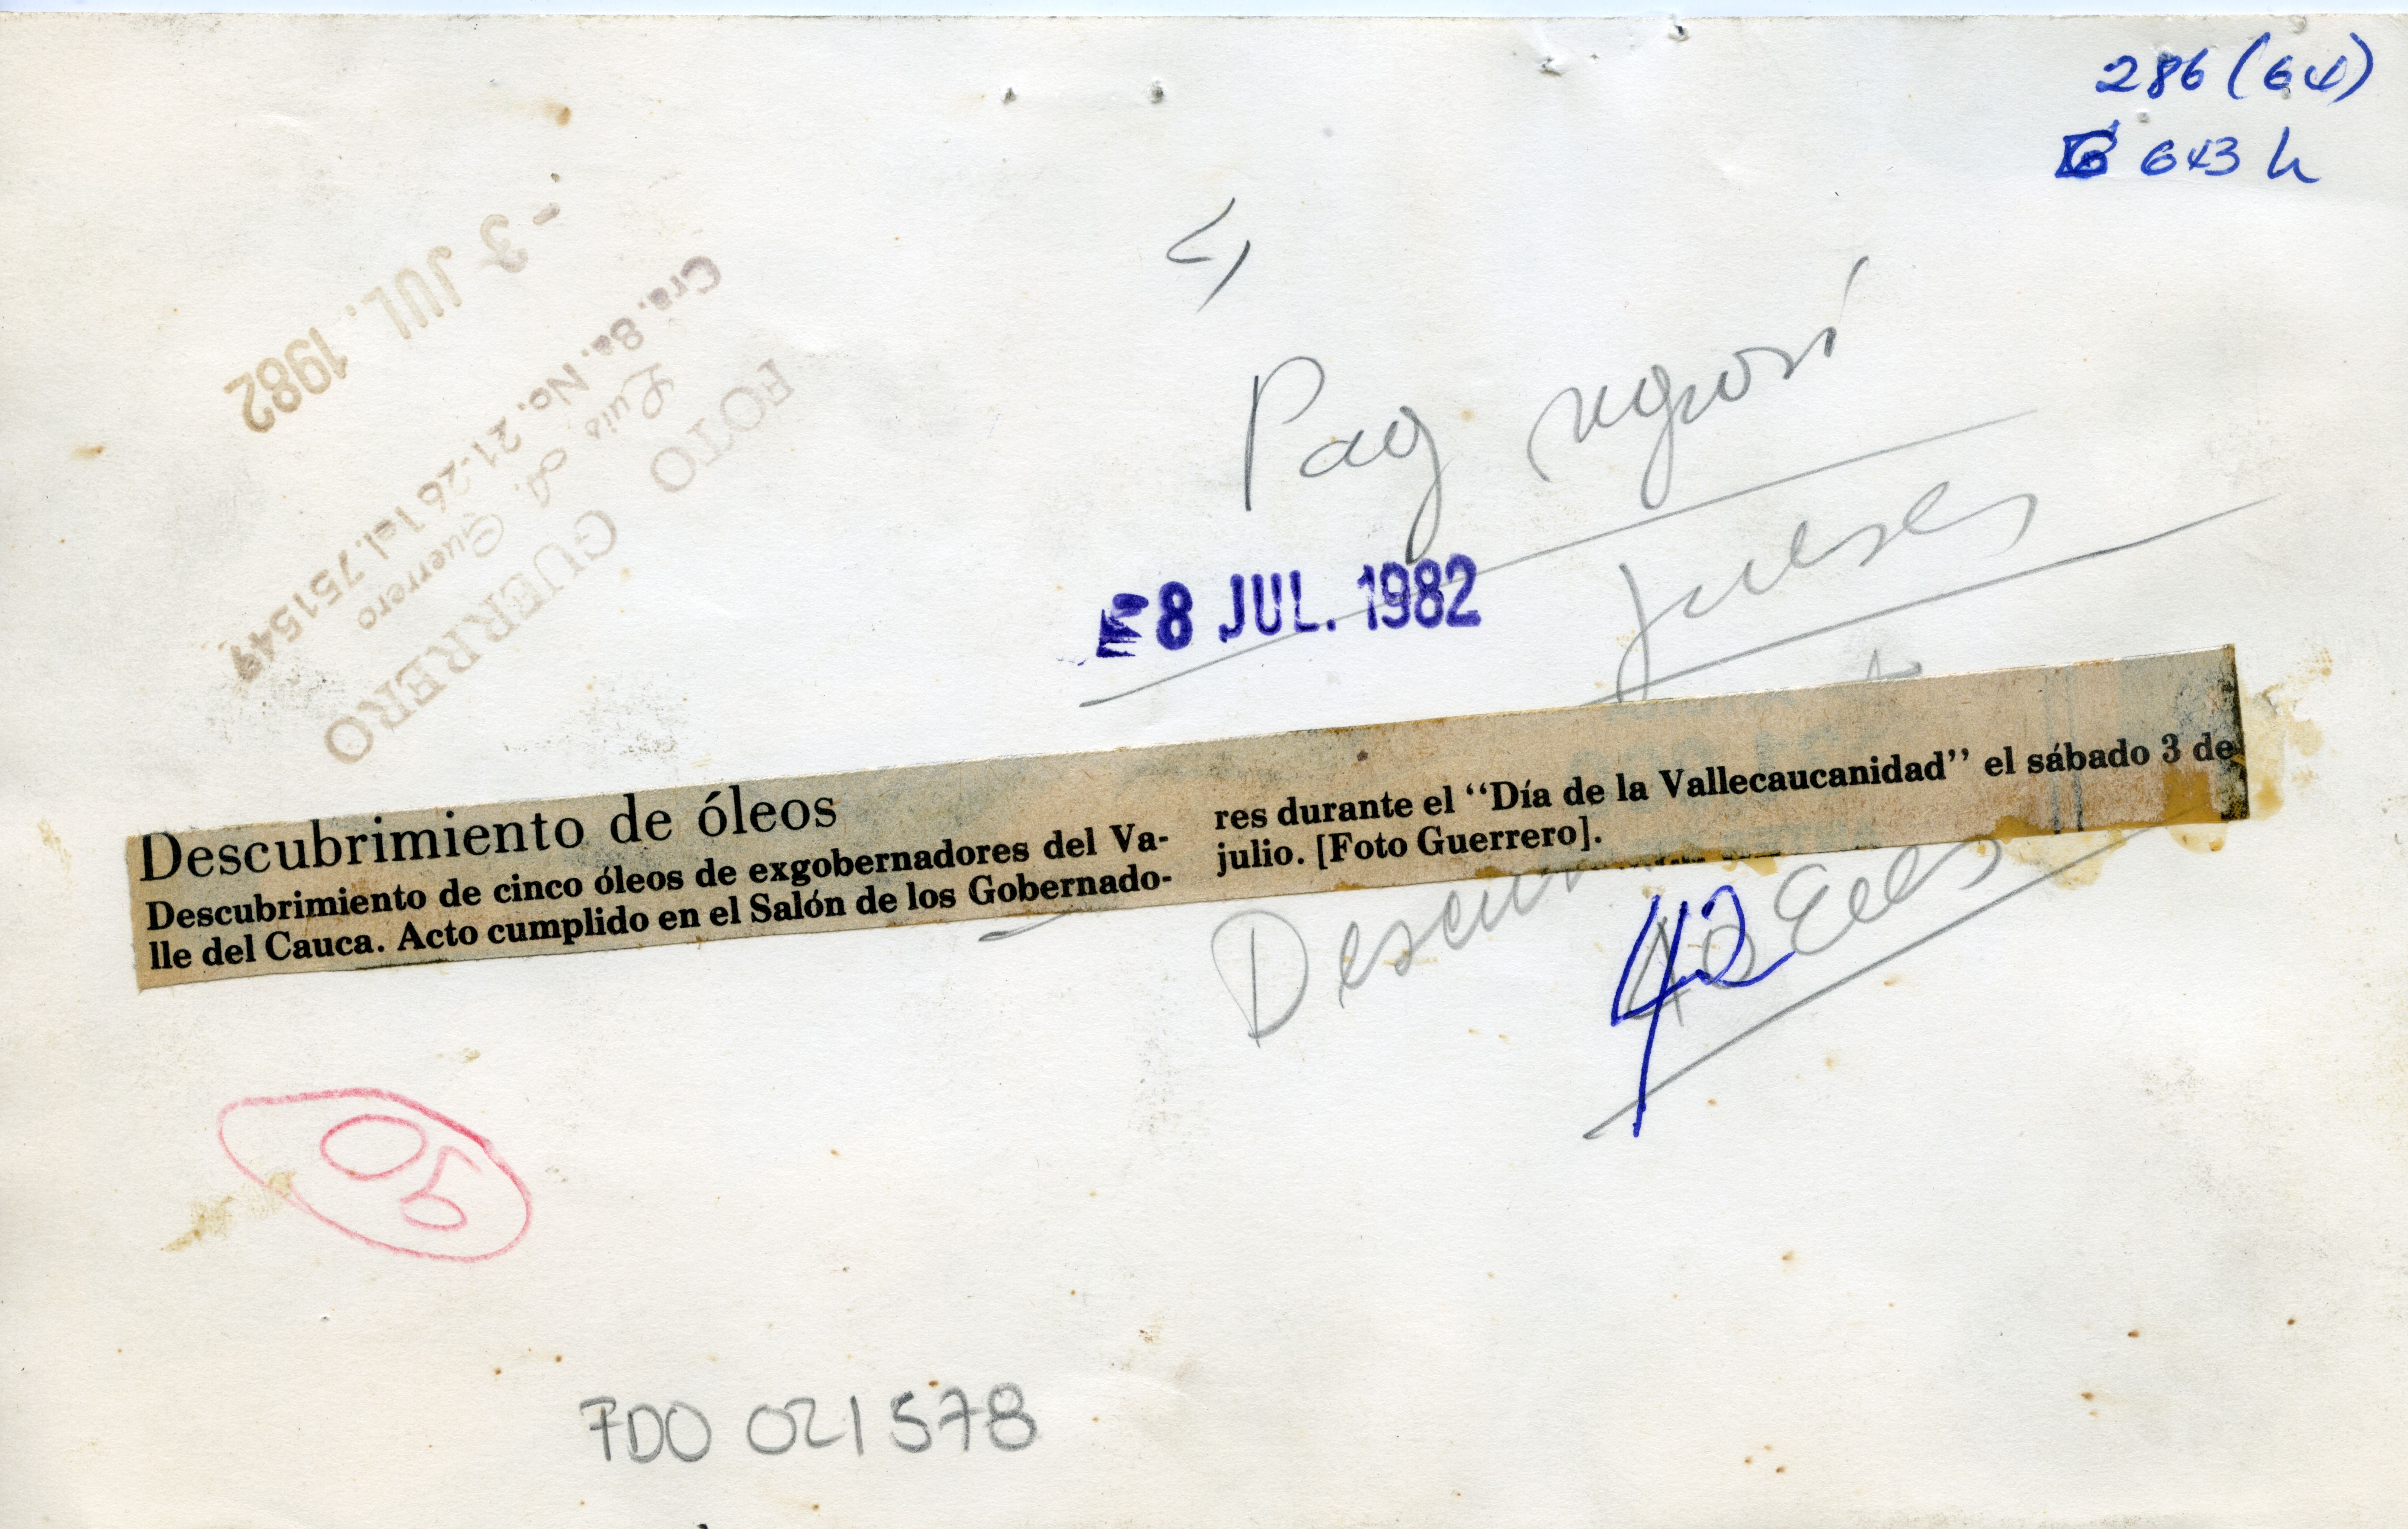 286 (64)
643 h
- 3 JUL. 1982
Cra. 8a. No. 21-26 Tel. 751549
Luis A. Guerrero
FOTO GUERRERO
Pag
jueves
8 JUL. 1982
Descubrimiento de óleos
Descubrimiento de cinco óleos de exgobernadores del Va-
lle del Cauca. Acto cumplido en el Salón de los Gobernado-
res durante el “Día de la Vallecaucanidad” el sábado 3 de
julio. [Foto Guerrero].
42
50
FDO 021578